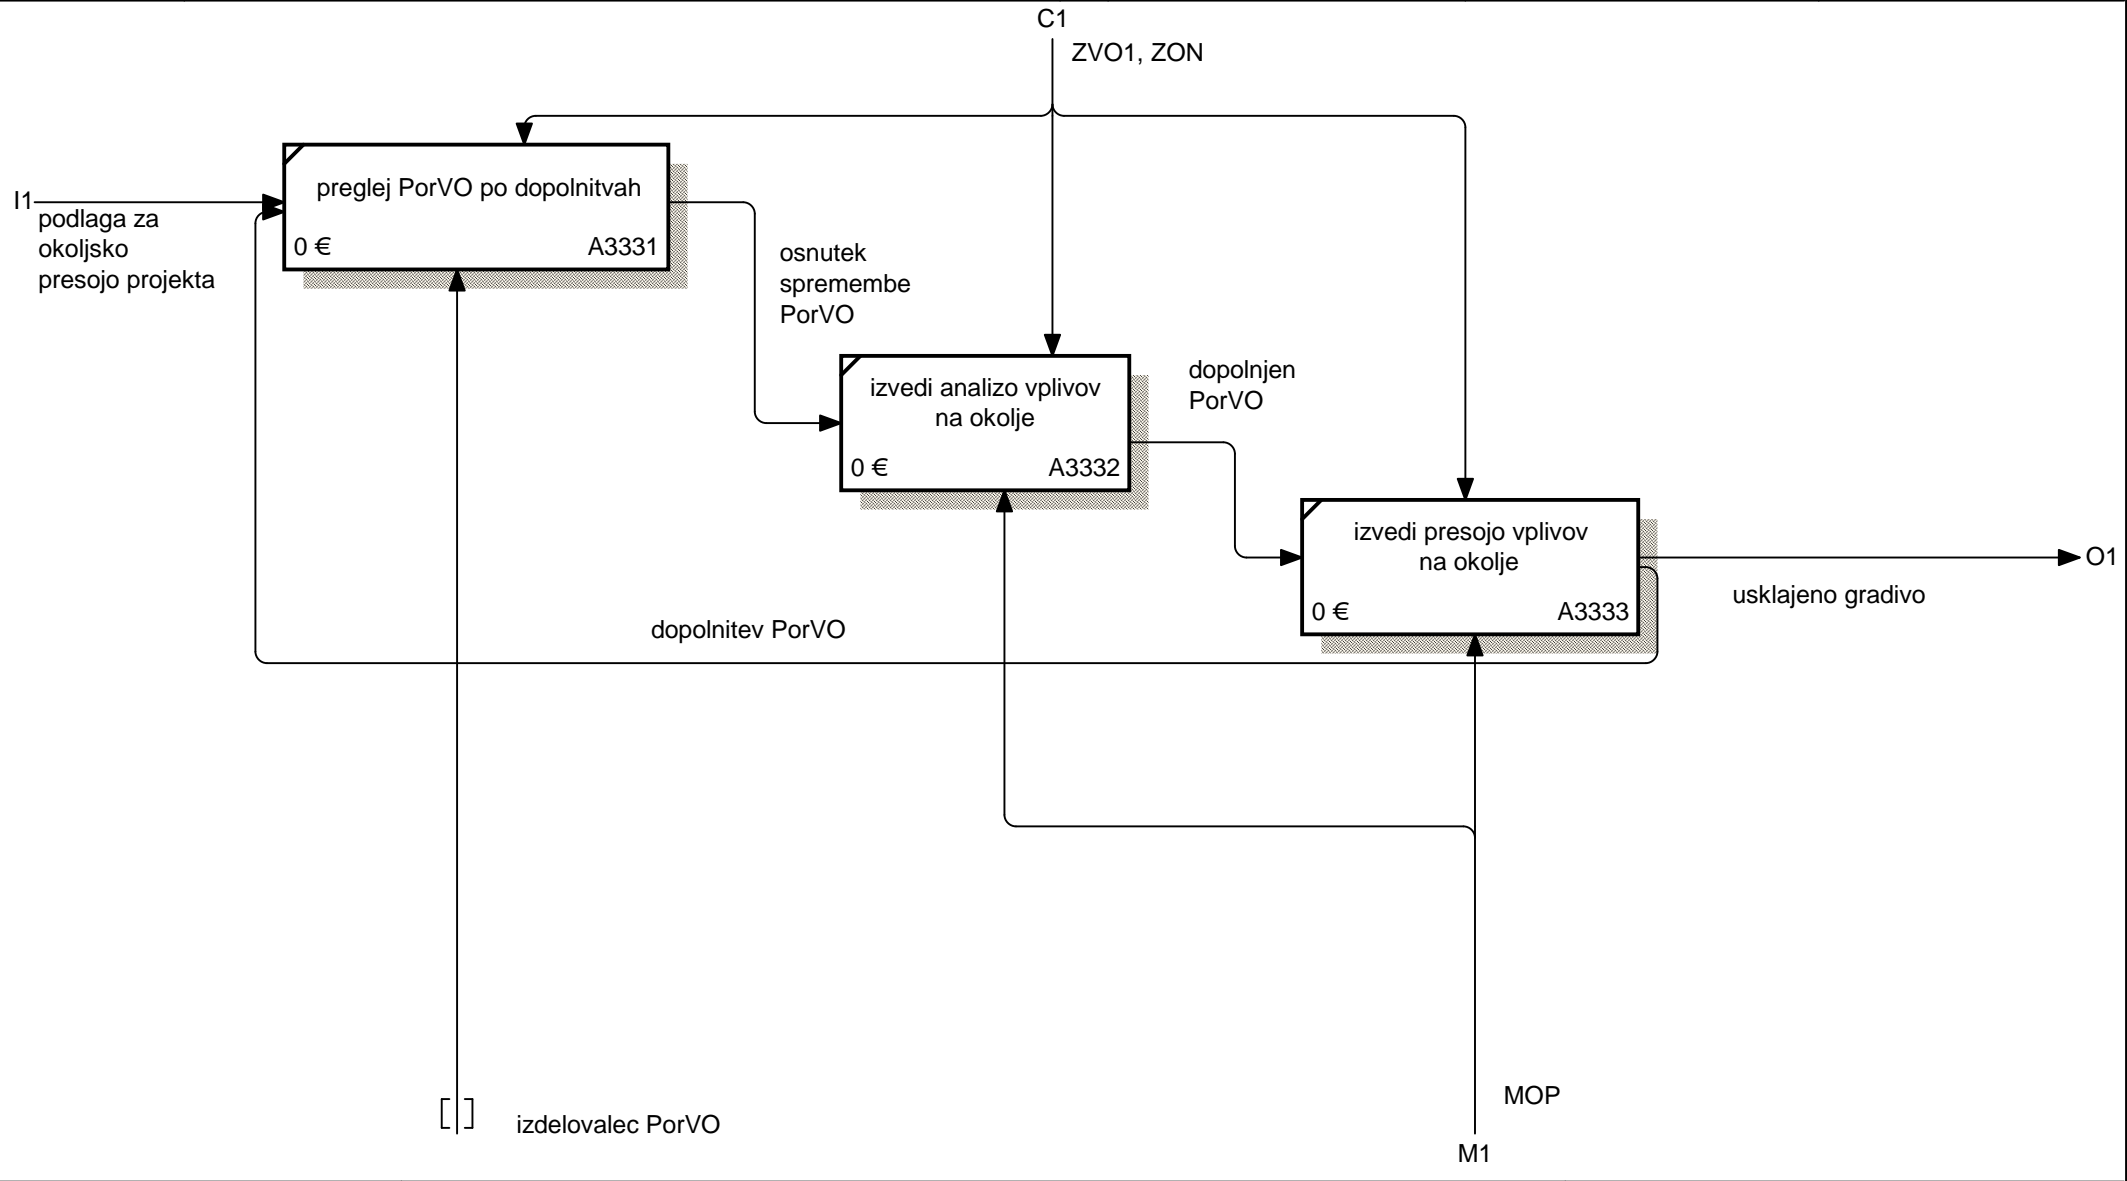 C1
ZVO1, ZON
preglej PorVO po dopolnitvah
0 €
A3331
I1
podlaga za
okoljsko
presojo projekta
osnutek
spremembe
PorVO
izvedi analizo vplivov
na okolje
0 €
A3332
dopolnjen
PorVO
izvedi presojo vplivov
na okolje
0 €
A3333
O1
usklajeno gradivo
dopolnitev PorVO
MOP
izdelovalec PorVO
M1